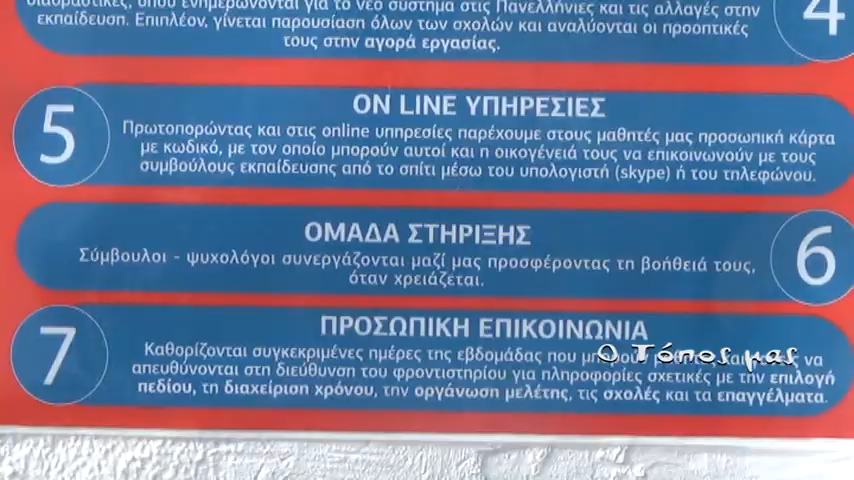 διαδραστικές, όπου ενημερώνονται για το νέο σύστημα στις Πανελλήνιες και τις αλλαγές στην
εκπαίδευση. Επιπλέον, γίνεται παρουσίαση όλων των σχολών και αναλύονται οι προοπτικές
τους στην αγορά εργασίας.
4
5
ON LINE ΥΠΗΡΕΣΙΕΣ
Πρωτοπορώντας και στις online υπηρεσίες παρέχουμε στους μαθητές μας προσωπική κάρτα
με κωδικό, με τον οποίο μπορούν αυτοί και η οικογένειά τους να επικοινωνούν με τους
συμβούλους εκπαίδευσης από το σπίτι μέσω του υπολογιστή (skype) ή του τηλεφώνου.
ΟΜΑΔΑ ΣΤΗΡΙΞΗΣ
Σύμβουλοι - ψυχολόγοι συνεργάζονται μαζί μας προσφέροντας τη βοήθειά τους,
όταν χρειάζεται.
6
7
ΠΡΟΣΩΠΙΚΗ ΕΠΙΚΟΙΝΩΝΙΑ
Καθορίζονται συγκεκριμένες ημέρες της εβδομάδας που να
Ο Τόπος μας
απευθύνονται στη διεύθυνση του φροντιστηρίου για πληροφορίες σχετικές με την επιλογή
πεδίου, τη διαχείριση χρόνου, την οργάνωση μελέτης, τις σχολές και τα επαγγέλματα.